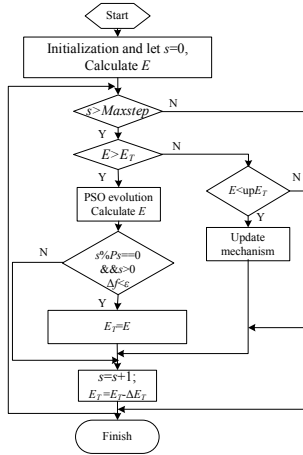 Start
Initialization and let s=0,
Calculate E
s>Maxstep
N
Y
E>E_T
N
Y
PSO evolution
Calculate E
E<upE_T
N
Y
Update
mechanism
N
s%Ps==0
&&s>0
Δf<ε
Y
E_T=E
s=s+1;
E_T=E_T-ΔE_T
Finish